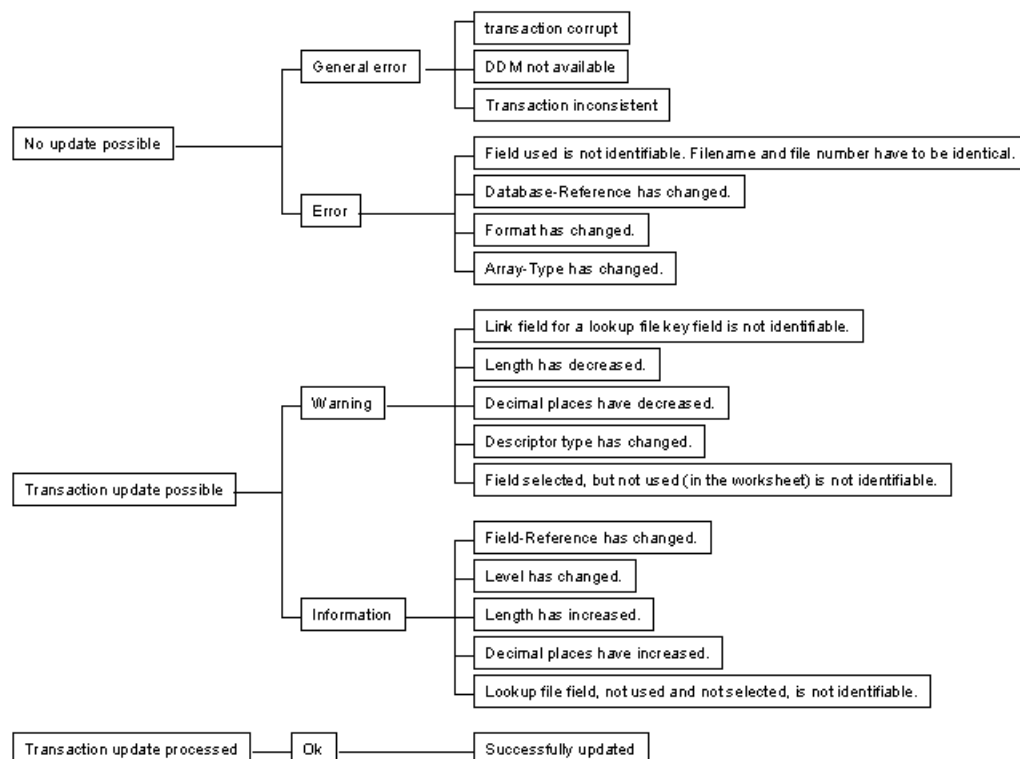 transaction corrupt
General error
DDM not available
Transaction inconsistent
No update possible
Field used is not identifiable. Filename and file number have to be identical.
Database-Reference has changed.
Error
Format has changed.
Array-Type has changed.
Link field for a lookup file key field is not identifiable.
Length has decreased.
Warning
Decimal places have decreased.
Descriptor type has changed.
Transaction update possible
Field selected, but not used (in the worksheet) is not identifiable.
Field-Reference has changed.
Level has changed.
Information
Length has increased.
Decimal places have increased.
Lookup file field, not used and not selected, is not identifiable.
Transaction update processed
Ok
Successfully updated